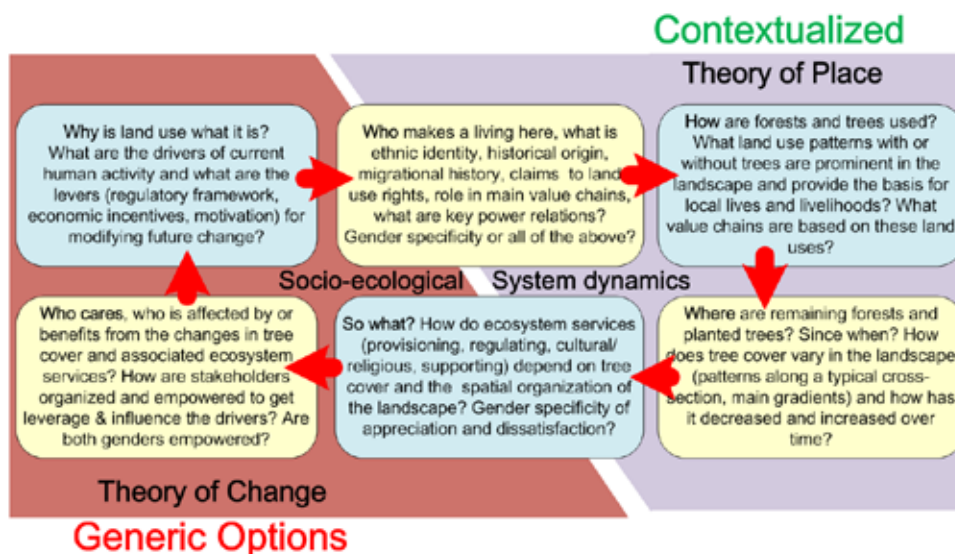 Contextualized
Theory of Place
Why is land use what it is?
What are the drivers of current
human activity and what are the
levers (regulatory framework,
economic incentives, motivation) for
modifying future change?
Who makes a living here, what is
ethnic identity, historical origin,
migrational history, claims to land
use rights, role in main value chains,
what are key power relations?
Gender specificity or all of the above?
How are forests and trees used?
What land use patterns with or
without trees are prominent in the
landscape and provide the basis for
local lives and livelihoods? What
value chains are based on these land
uses?
Socio-ecological System dynamics
Who cares, who is affected by or
benefits from the changes in tree
cover and associated ecosystem
services? How are stakeholders
organized and empowered to get
leverage & influence the drivers? Are
both genders empowered?
So what? How do ecosystem services
(provisioning, regulating, cultural/
religious, supporting) depend on tree
cover and the spatial organization of
the landscape? Gender specificity of
appreciation and dissatisfaction?
Where are remaining forests and
planted trees? Since when? How
does tree cover vary in the landscape
(patterns along a typical cross-
section, main gradients) and how has
it decreased and increased over
time?
Theory of Change
Generic Options